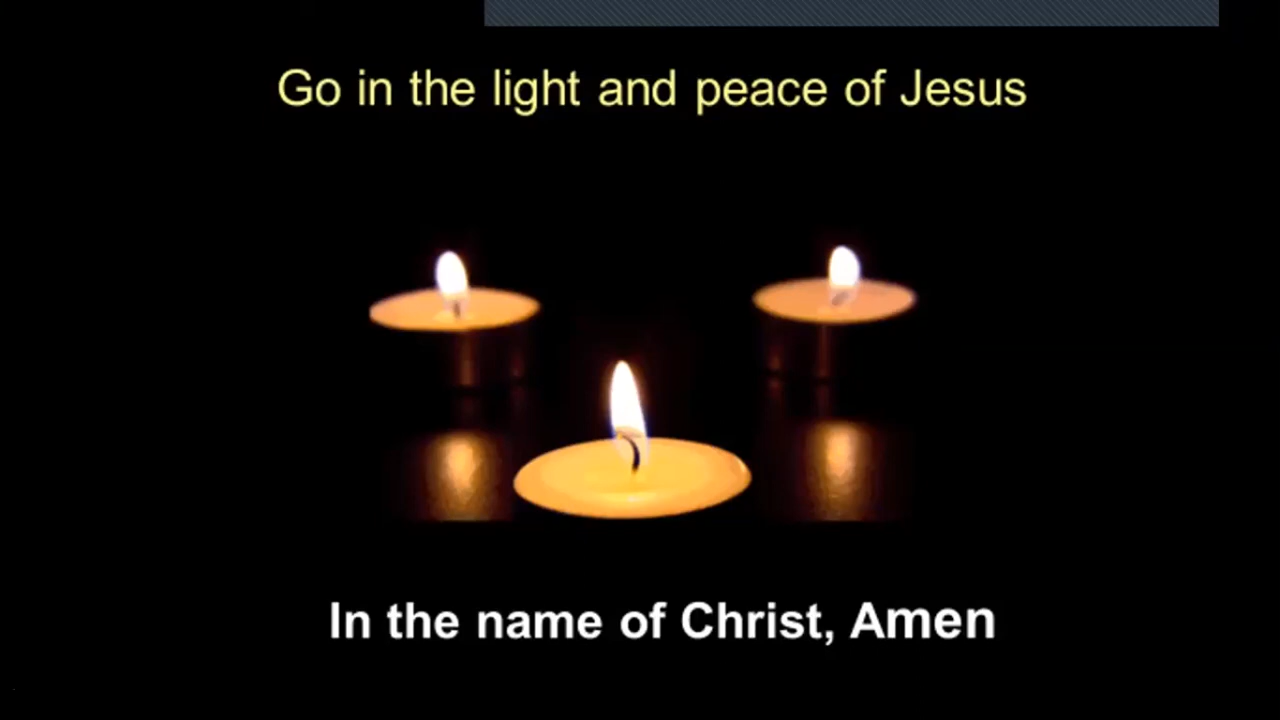 Go in the light and peace of Jesus
In the name of Christ, Amen